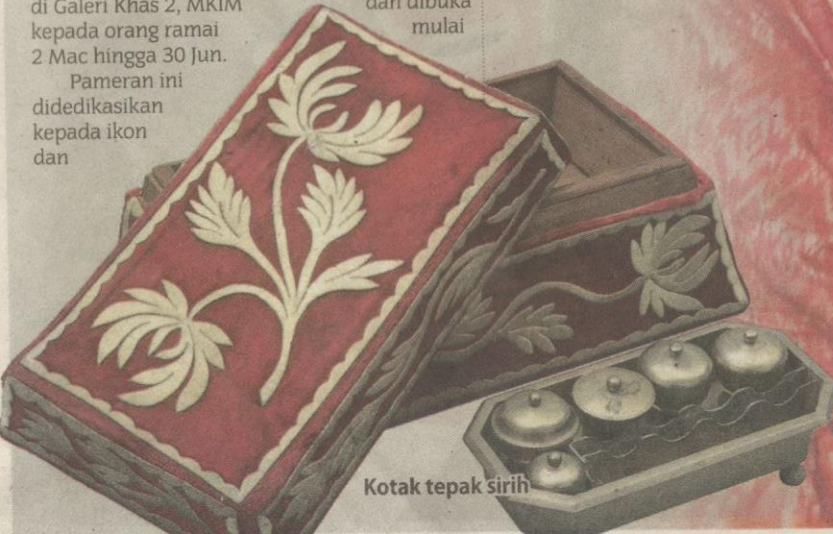 di Galeri Khas 2, MKIM
kepada orang ramai
2 Mac hingga 30 Jun.
Pameran ini
didedikasikan
kepada ikon
dan
dan dibuka
mulai
Kotak tepak sirih